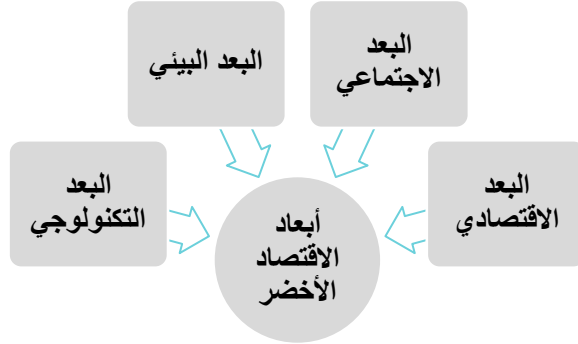 البعد
الاجتماعي
البعد البيئي
البعد
الاقتصادي
البعد
التكنولوجي
أبعاد
الاقتصاد
الأخضر